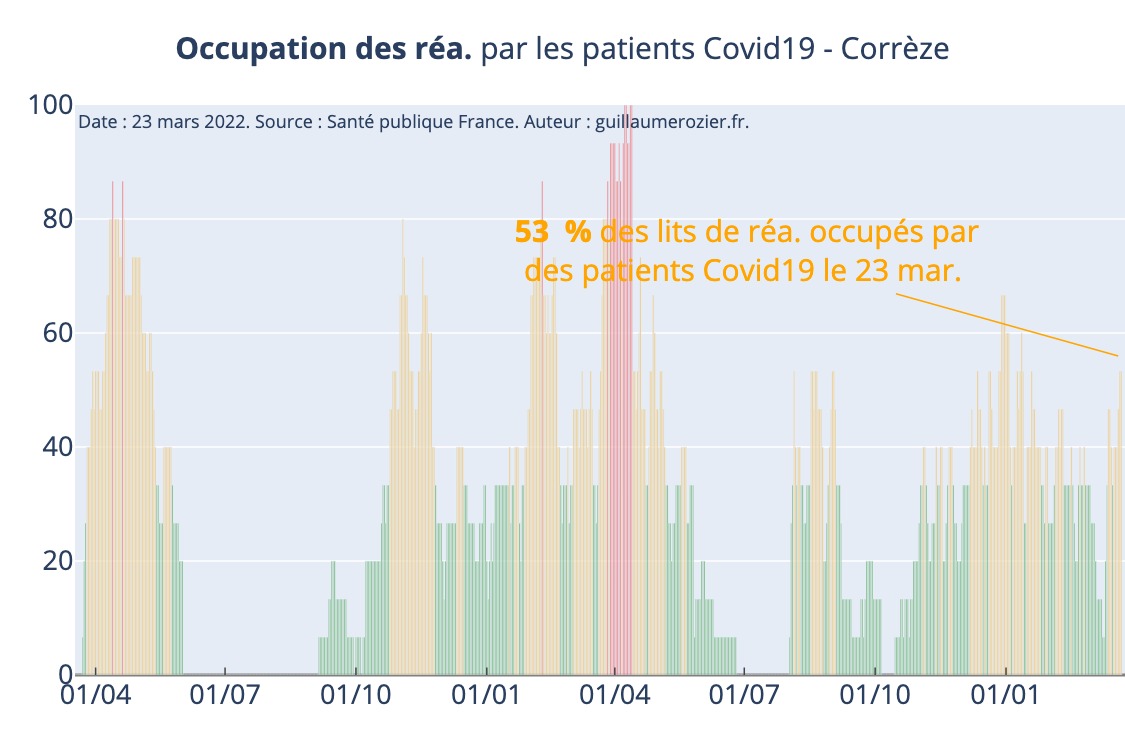 Occupation des réa. par les patients Covid19 - Corrèze
100
Date : 23 mars 2022. Source : Santé publique France. Auteur : guillaumerozier.fr.
80
53 % des lits de réa. occupés par
des patients Covid19 le 23 mar.
60
40
20
0
01/04 01/07 01/10 01/01 01/04 01/07 01/10 01/01